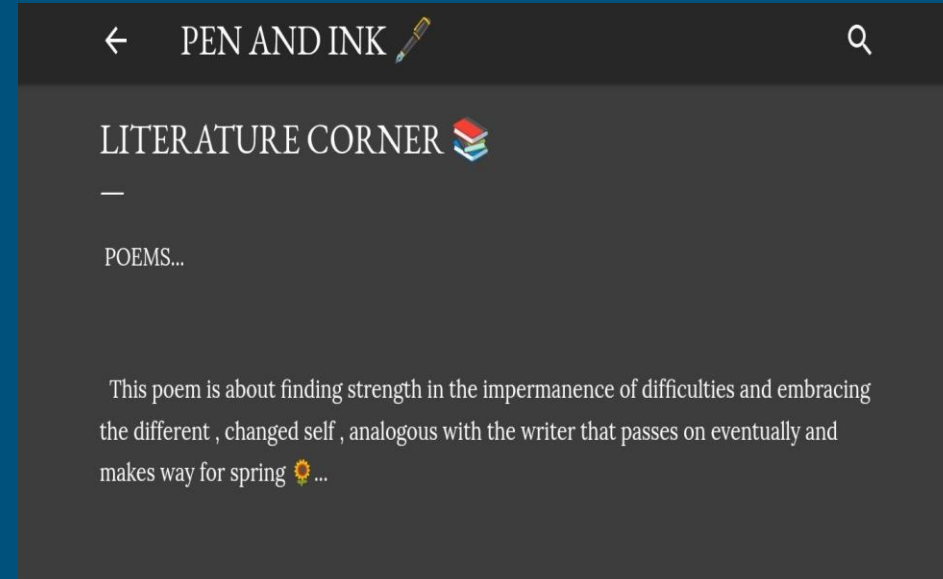 PEN AND INK 🖋️
LITERATURE CORNER 📚
POEMS...
This poem is about finding strength in the impermanence of difficulties and embracing
the different , changed self , analogous with the writer that passes on eventually and
makes way for spring 🌻...